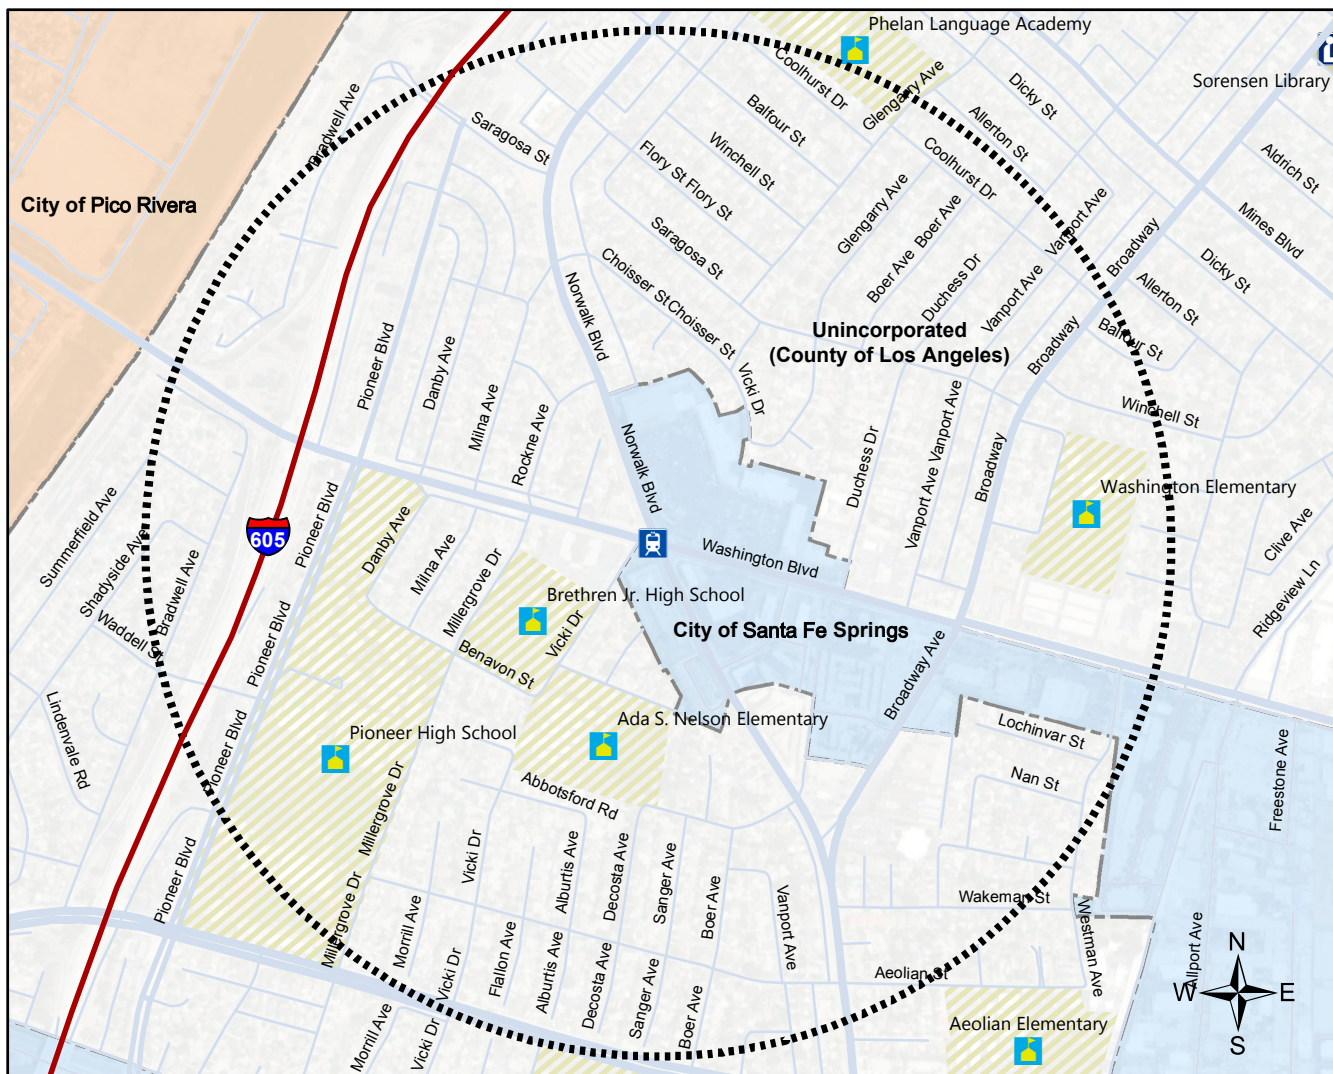 Phelan Language Academy
Sorensen Library
Coolhurst Dr
Glengarry Ave
Dicky St
Allerton St
Balfour St
Winchell St
Bradwell Ave
Saragosa St
Flory St
Flory St
Coolhurst Dr
Aldrich St
Mines Blvd
City of Pico Rivera
Glengarry Ave
Boer Ave
Boer Ave
Vanport Ave
Broadway
Saragosa St
Dicky St
Choisser St
Choisser St
Duchess Dr
Vanport Ave
Allerton St
Norwalk Blvd
Unincorporated
(County of Los Angeles)
Broadway
Balfour St
Pioneer Blvd
Danby Ave
Milna Ave
Rockne Ave
Vicki Dr
Winchell St
Norwalk Blvd
Duchess Dr
Vanport Ave
Vanport Ave
Broadway
Washington Elementary
Summerfield Ave
Shadyside Ave
Bradwell Ave
Waddell St
605
Pioneer Blvd
Danby Ave
Milna Ave
Millergrove Dr
Washington Blvd
Clive Ave
Ridgeview Ln
Brethren Jr. High School
Vicki Dr
City of Santa Fe Springs
Pioneer Blvd
Benavon St
Broadway Ave
Lindenvale Rd
Pioneer Blvd
Pioneer High School
Ada S. Nelson Elementary
Lochinvar St
Nan St
Freestone Ave
Abbotsford Rd
Millergrove Dr
Vicki Dr
Alburtis Ave
Decosta Ave
Sanger Ave
Boer Ave
Vanport Ave
Wakeman St
Westman Ave
Pioneer Blvd
Millergrove Dr
Morrill Ave
Vicki Dr
Flallon Ave
Alburtis Ave
Decosta Ave
Sanger Ave
Boer Ave
Aeolian St
Allport Ave
Morrill Ave
Vicki Dr
Aeolian Elementary
N
W
E
S